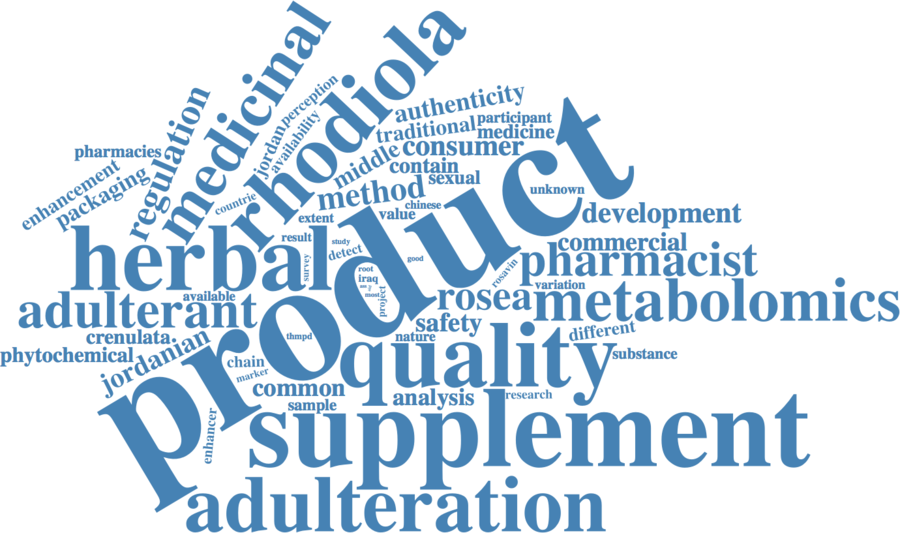 medicinal
rhodiola
perception
regulation
jordan
availability
authenticity
traditional
participant
medicine
pharmacies
middle
consumer
enhancement
packaging
contain
sexual
method
unknown
countrie
extent
value
chinese
development
product
herbal
result
study
detect
good
commercial
pharmacist
survey
root
iraq
rosavin
variation
most
project
adulterant
available
rosea
metabolomics
crenulata
thmpd
safety
nature
different
phytochemical
jordanian
chain
marker
quality
substance
common
sample
analysis
research
enhancer
supplement
adulteration